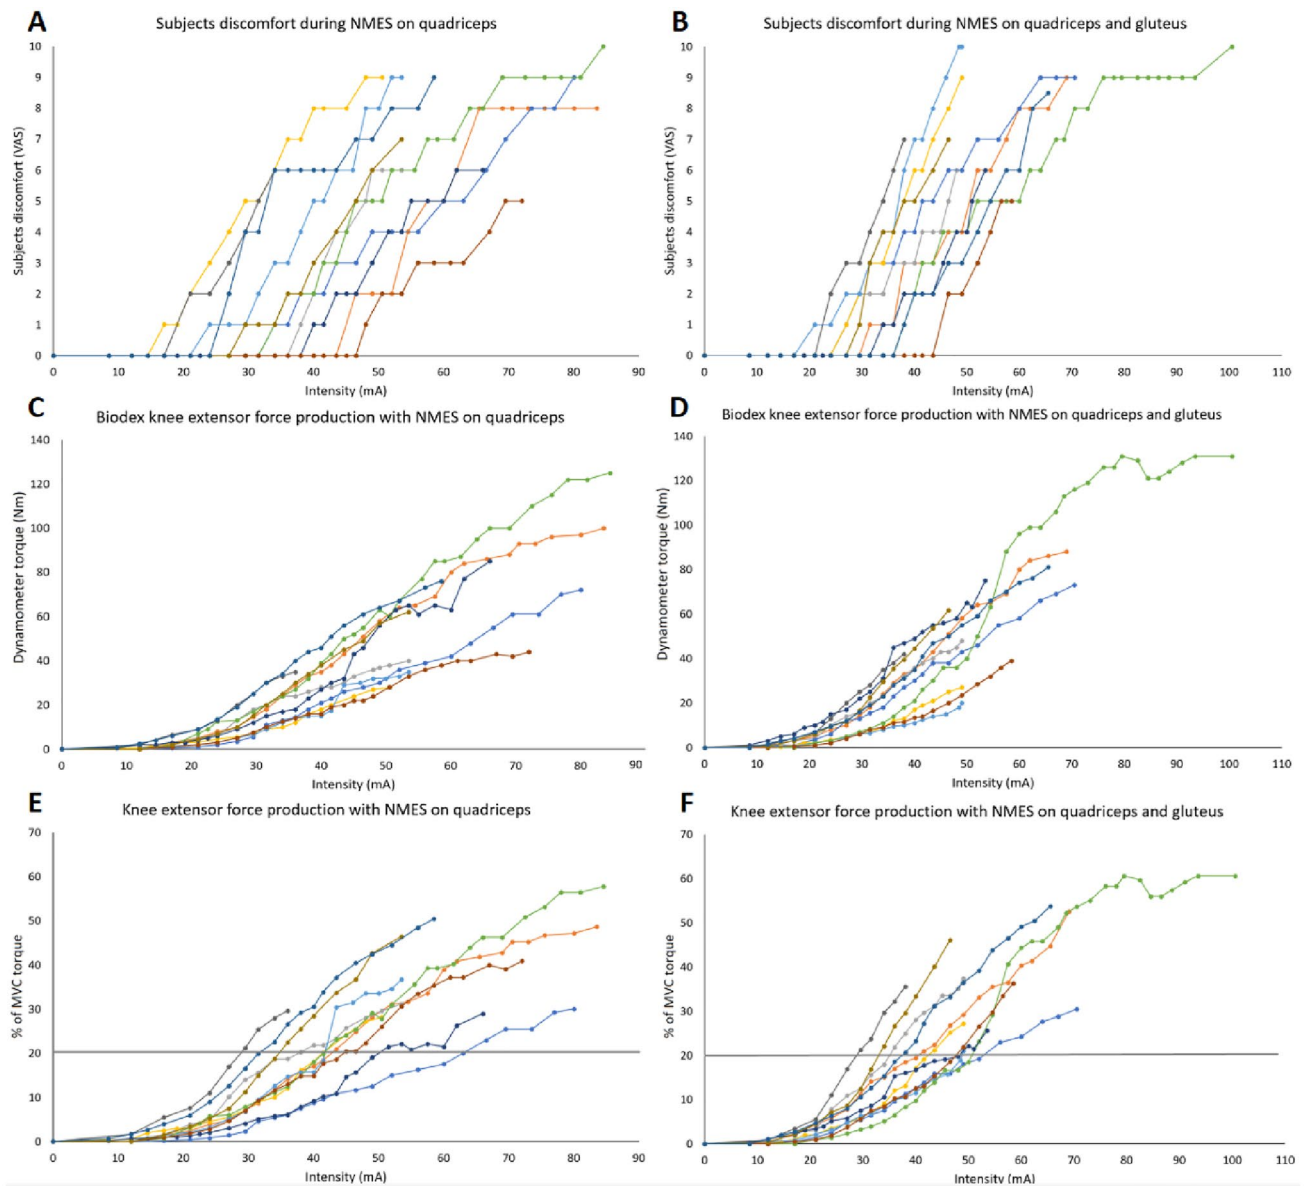 A
Subjects discomfort during NMES on quadriceps
Subjects discomfort (VAS)
10
9
8
7
6
5
4
3
2
1
0
0 10 20 30 40 50 60 70 80 90
Intensity (mA)
B
Subjects discomfort during NMES on quadriceps and gluteus
Subjects discomfort (VAS)
10
9
8
7
6
5
4
3
2
1
0
0 10 20 30 40 50 60 70 80 90 100 110
Intensity (mA)
C
Biodex knee extensor force production with NMES on quadriceps
Dynamometer torque (Nm)
140
120
100
80
60
40
20
0
0 10 20 30 40 50 60 70 80 90
Intensity (mA)
D
Biodex knee extensor force production with NMES on quadriceps and gluteus
Dynamometer torque (Nm)
140
120
100
80
60
40
20
0
0 10 20 30 40 50 60 70 80 90 100 110
Intensity (mA)
E
Knee extensor force production with NMES on quadriceps
% of MVC torque
70
60
50
40
30
20
10
0
0 10 20 30 40 50 60 70 80 90
Intensity (mA)
F
Knee extensor force production with NMES on quadriceps and gluteus
% of MVC torque
70
60
50
40
30
20
10
0
0 10 20 30 40 50 60 70 80 90 100 110
Intensity (mA)